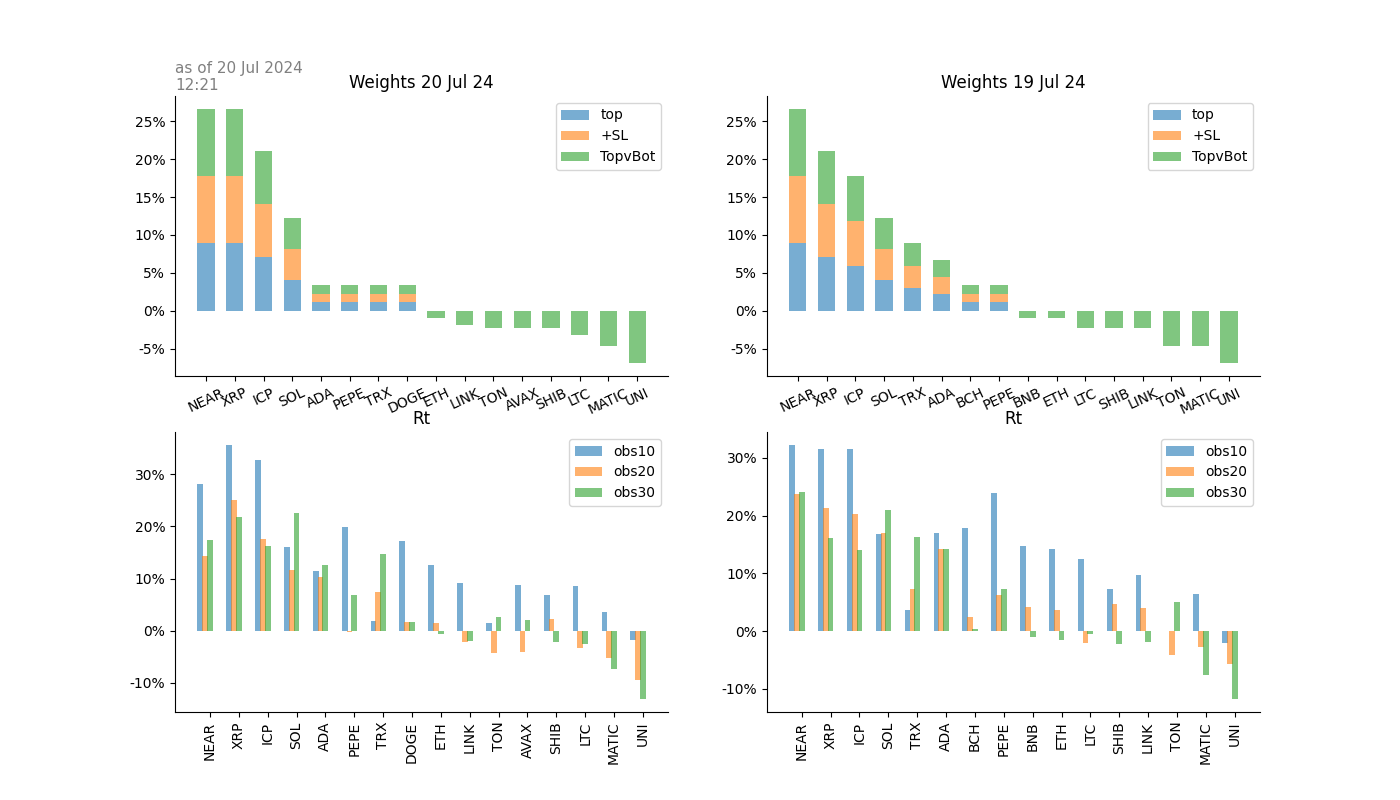 as of 20 Jul 2024
12:21
Weights 20 Jul 24
25%
20%
15%
10%
5%
0%
-5%
top
+SL
TopvBot
NEAR XRP ICP SOL ADA PEPE TRX DOGE ETH LINK TON AVAX SHIB LTC MATIC UNI
Weights 19 Jul 24
25%
20%
15%
10%
5%
0%
-5%
top
+SL
TopvBot
NEAR XRP ICP SOL TRX ADA BCH PEPE BNB ETH LTC SHIB LINK TON MATIC UNI
Rt
30%
20%
10%
0%
-10%
obs10
obs20
obs30
NEAR XRP ICP SOL ADA PEPE TRX DOGE ETH LINK TON AVAX SHIB LTC MATIC UNI
Rt
30%
20%
10%
0%
-10%
obs10
obs20
obs30
NEAR XRP ICP SOL TRX ADA BCH PEPE BNB ETH LTC SHIB LINK TON MATIC UNI